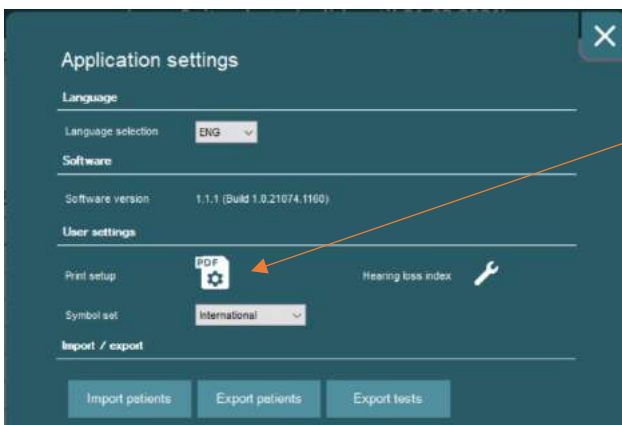 Application settings
Language
Language selection ENG
Software
Software version 1.1.1 (Build 1.0.21074.1160)
User settings
PDF
Print setup Hearing loss index
Symbol set International
Import / export
Import patients Export patients Export tests